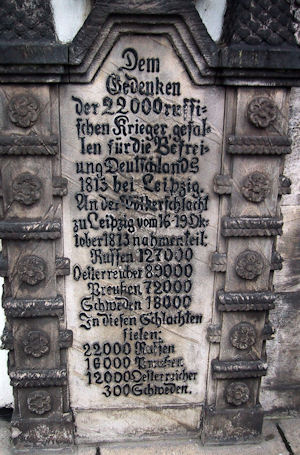 Dem
Gedenken
der 22000 russi-
schen Krieger gefal-
len für die Befrei-
ung Deutschlands
1813 bei Leipzig.
An der Völkerschlacht
zu Leipzig vom 16-19 Ok-
tober 1813 nahmen teil:
Russen 127000
Oesterreicher 89000
Preußen 72000
Schweden 18000
In diesen Schlachten
fielen:
22000 Russen
16000 Preußen
12000 Oesterreicher
300 Schweden.